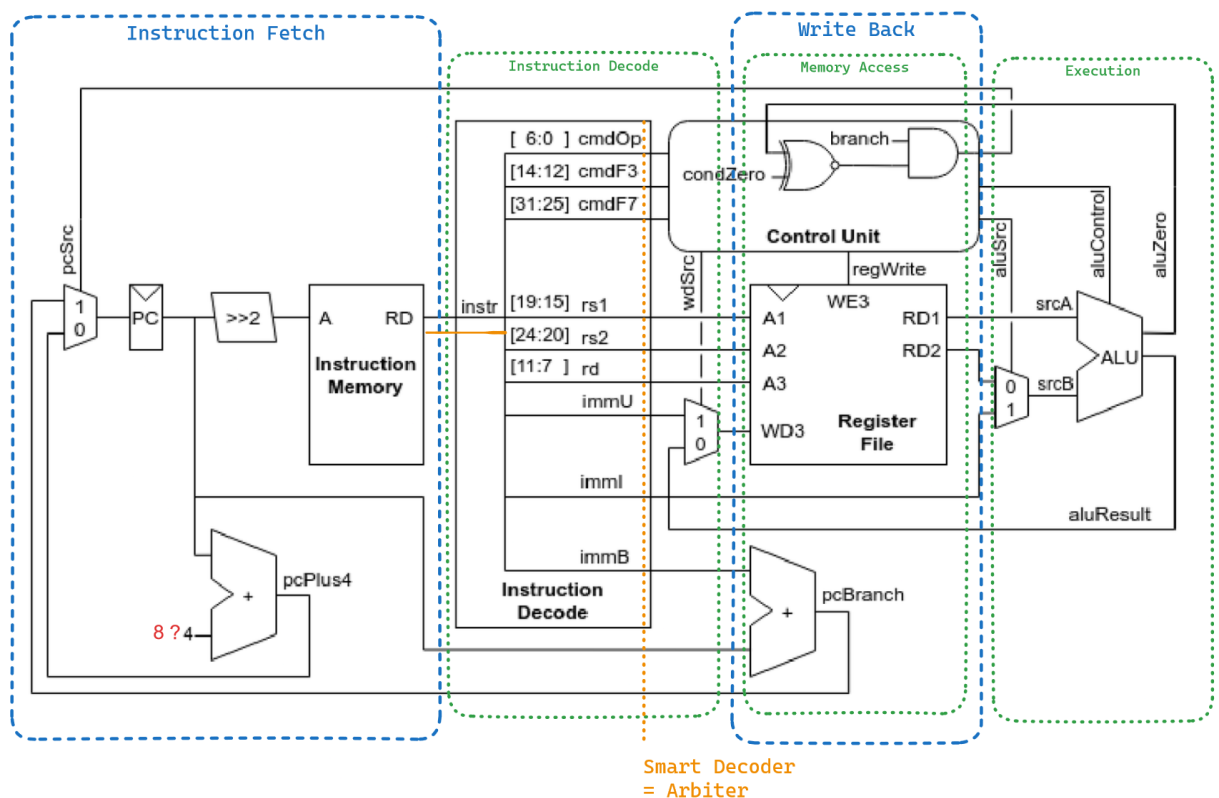 Instruction Fetch
Write Back
Instruction Decode
Memory Access
Execution
[ 6:0 ] cmdOp
[14:12] cmdF3
[31:25] cmdF7
branch
condZero
Control Unit
pcSrc
wdSrc
regWrite
aluSrc
aluControl
aluZero
1
0
PC
>>2
A
RD
Instruction
Memory
instr
[19:15] rs1
[24:20] rs2
[11:7 ] rd
immU
1
0
immI
immB
Instruction
Decode
A1
A2
A3
WD3
WE3
RD1
RD2
Register
File
srcA
srcB
0
1
ALU
aluResult
+
pcPlus4
8 ? 4
+
pcBranch
Smart Decoder
= Arbiter